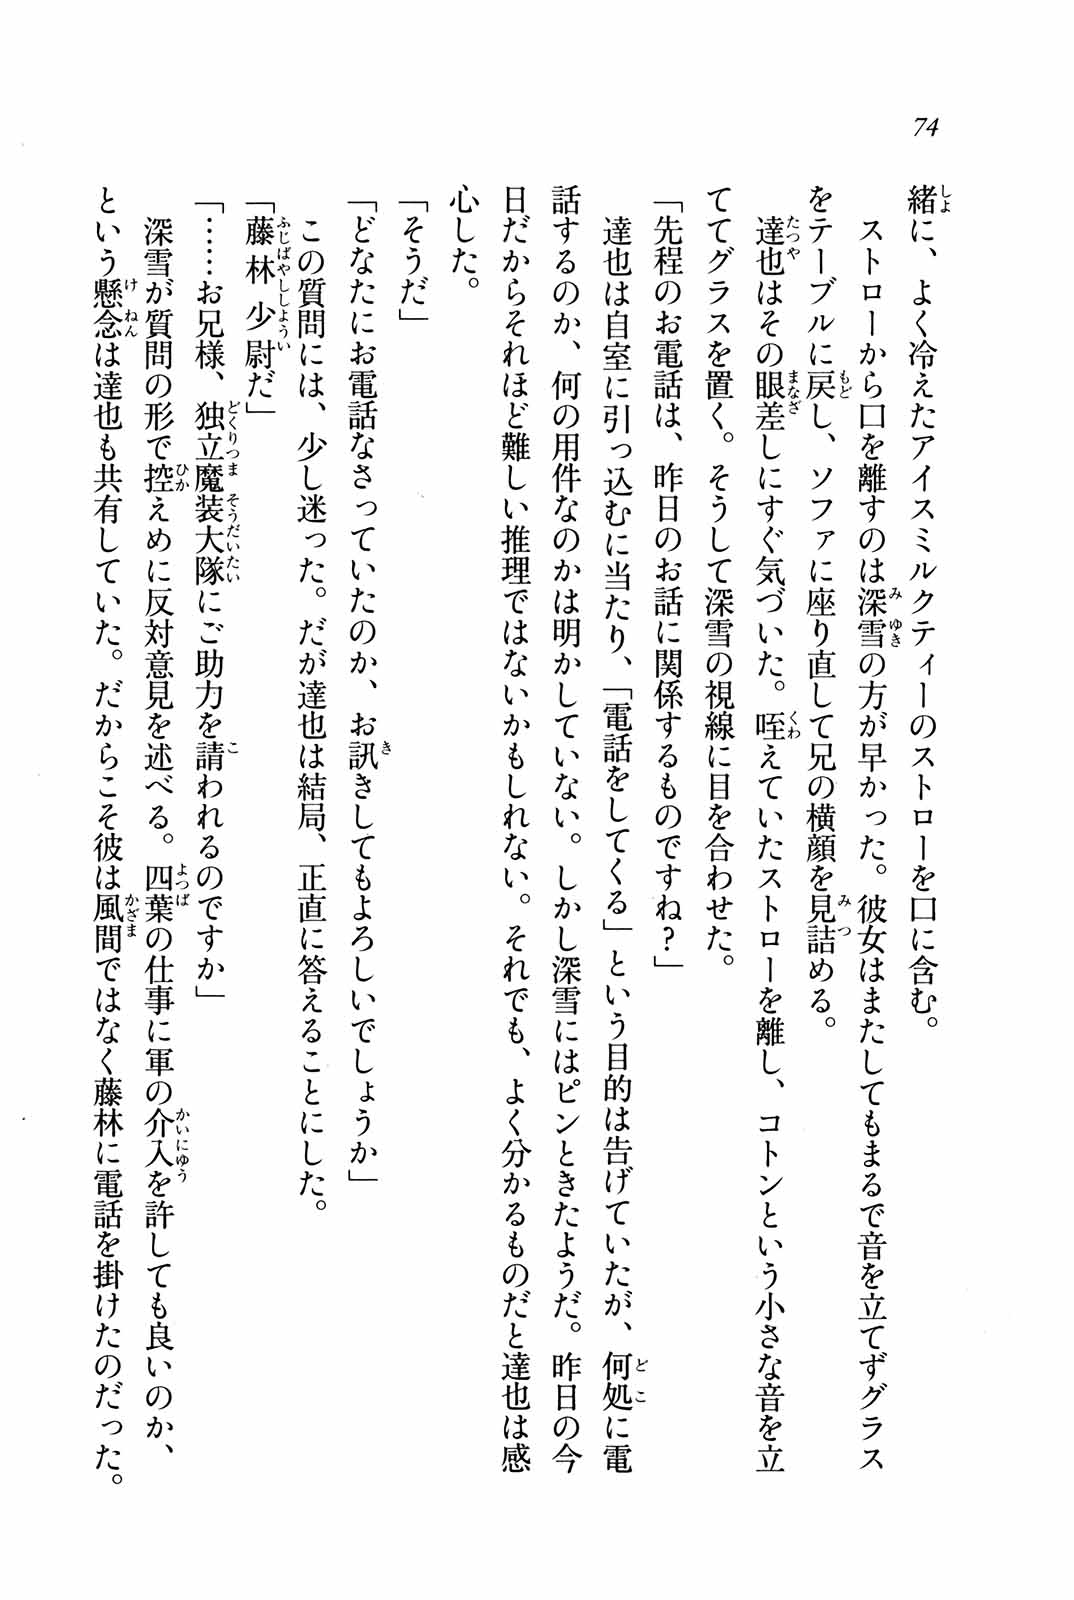 74
緒に、よく冷えたアイスミルクティーのストローを口に含む。
ストローから口を離すのは深雪の方が早かった。彼女はまたしてもまるで音を立てずグラス
をテーブルに戻し、ソファに座り直して兄の横顔を見詰める。
達也はその眼差しにすぐ気づいた。咥えていたストローを離し、コトンという小さな音を立
ててグラスを置く。そうして深雪の視線に目を合わせた。
「先程のお電話は、昨日のお話に関係するものですね?」
達也は自室に引っ込むに当たり、「電話をしてくる」という目的は告げていたが、何処に電
話するのか、何の用件なのかは明かしていない。しかし深雪にはピンときたようだ。昨日の今
日だからそれほど難しい推理ではないかもしれない。それでも、よく分かるものだと達也は感
心した。
「そうだ」
「どなたにお電話なさっていたのか、お訊きしてもよろしいでしょうか」
この質問には、少し迷った。だが達也は結局、正直に答えることにした。
「藤林少尉だ」
「……お兄様、独立魔装大隊にご助力を請われるのですか」
深雪が質問の形で控えめに反対意見を述べる。四葉の仕事に軍の介入を許しても良いのか、
という懸念は達也も共有していた。だからこそ彼は風間ではなく藤林に電話を掛けたのだった。